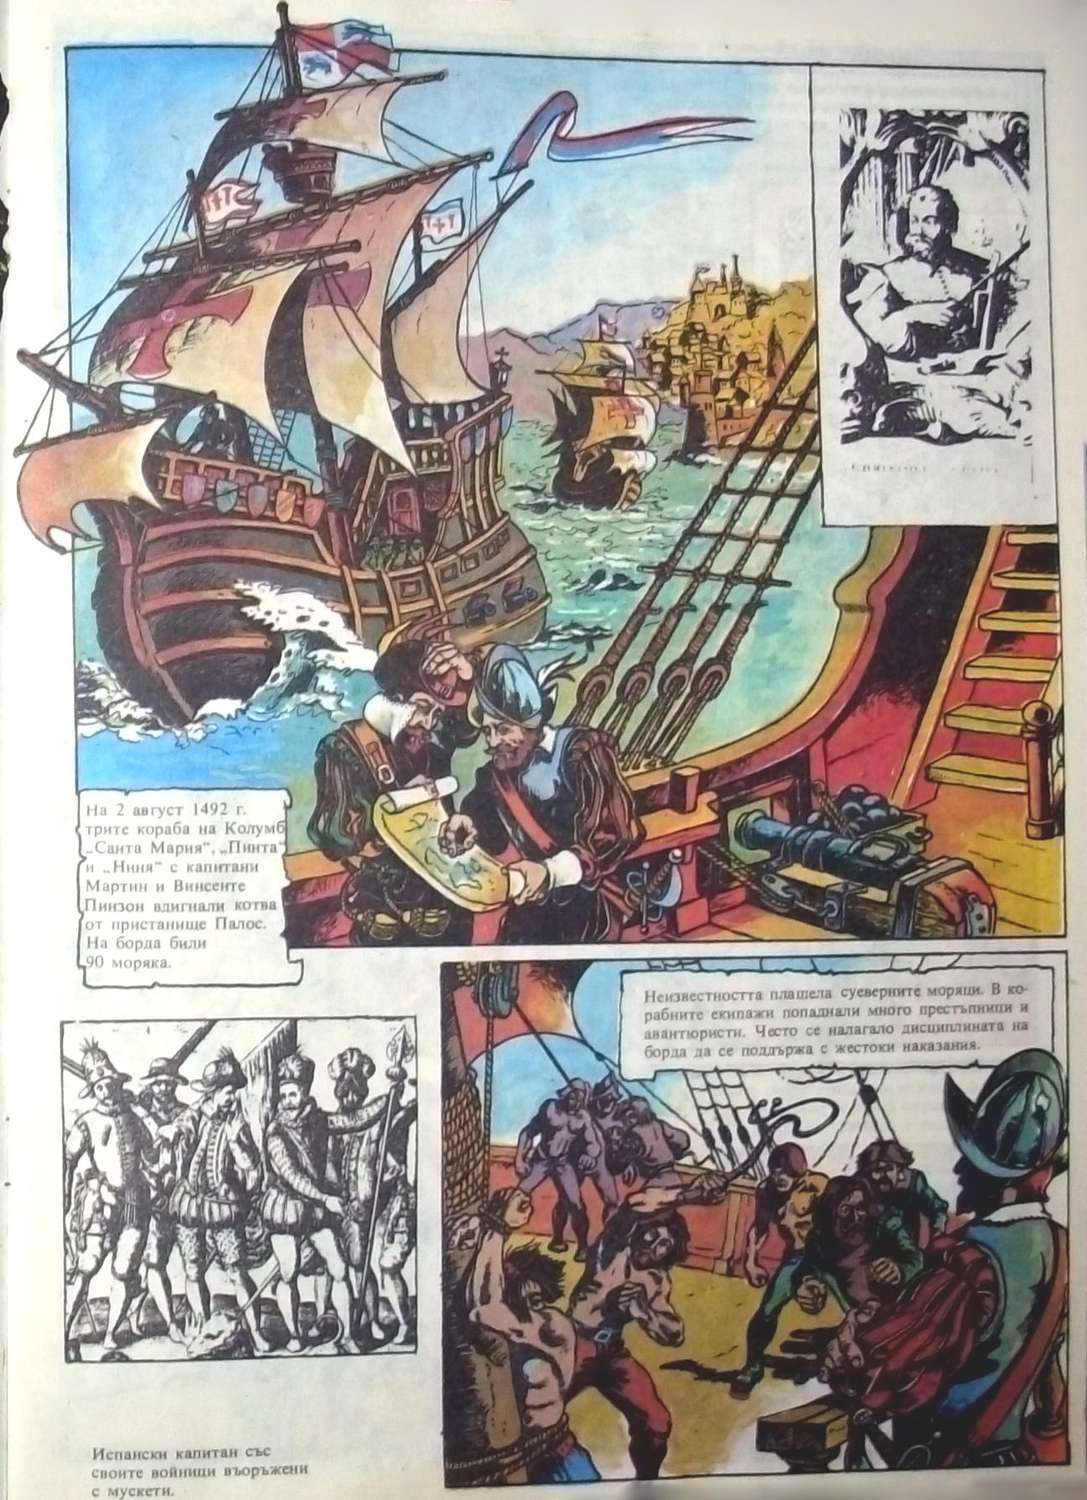 На 2 август 1492 г.
трите кораба на Колумб
„Санта Мария“, „Пинта“
и „Ниня“ с капитани
Мартин и Винсенте
Пинзон вдигнали котва
от пристанище Палос.
На борда били
90 моряка.
Неизвестността плашела суеверните моряци. В ко-
рабните екипажи попаднали много престъпници и
авантюристи. Често се налагало дисциплината на
борда да се поддържа с жестоки наказания.
Испански капитан със
своите войници въоръжени
с мускети.